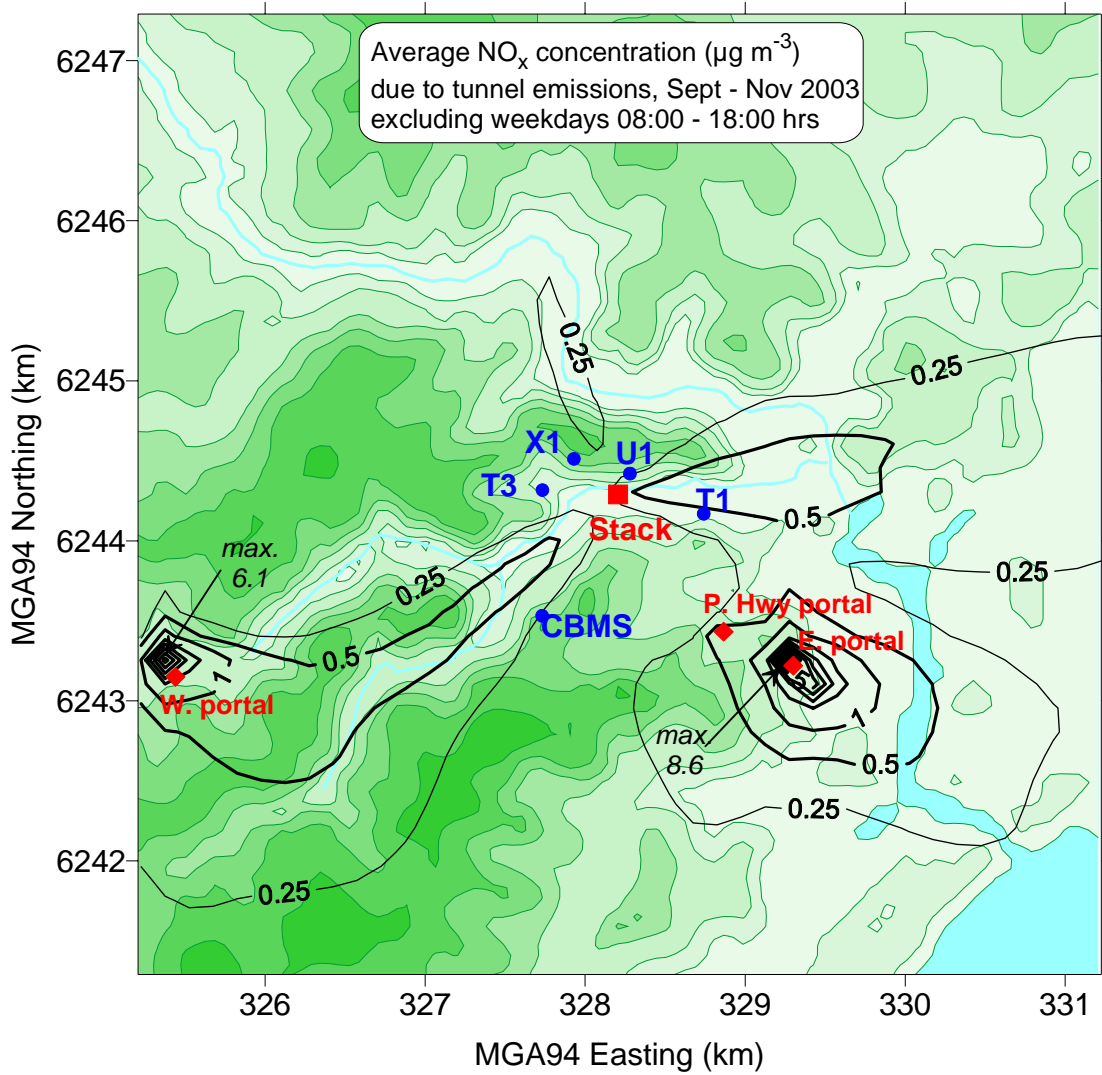 Average NOx concentration (µg m-3)
due to tunnel emissions, Sept - Nov 2003
excluding weekdays 08:00 - 18:00 hrs
6247
6246
6245
6244
6243
6242
MGA94 Northing (km)
0.25
0.25
X1
U1
T3
T1
Stack
0.5
max.
6.1
0.25
0.25
CBMS
P. Hwy portal
E. portal
0.5
1
W. portal
5
1
max.
8.6
0.5
0.25
0.25
326
327
328
329
330
331
MGA94 Easting (km)